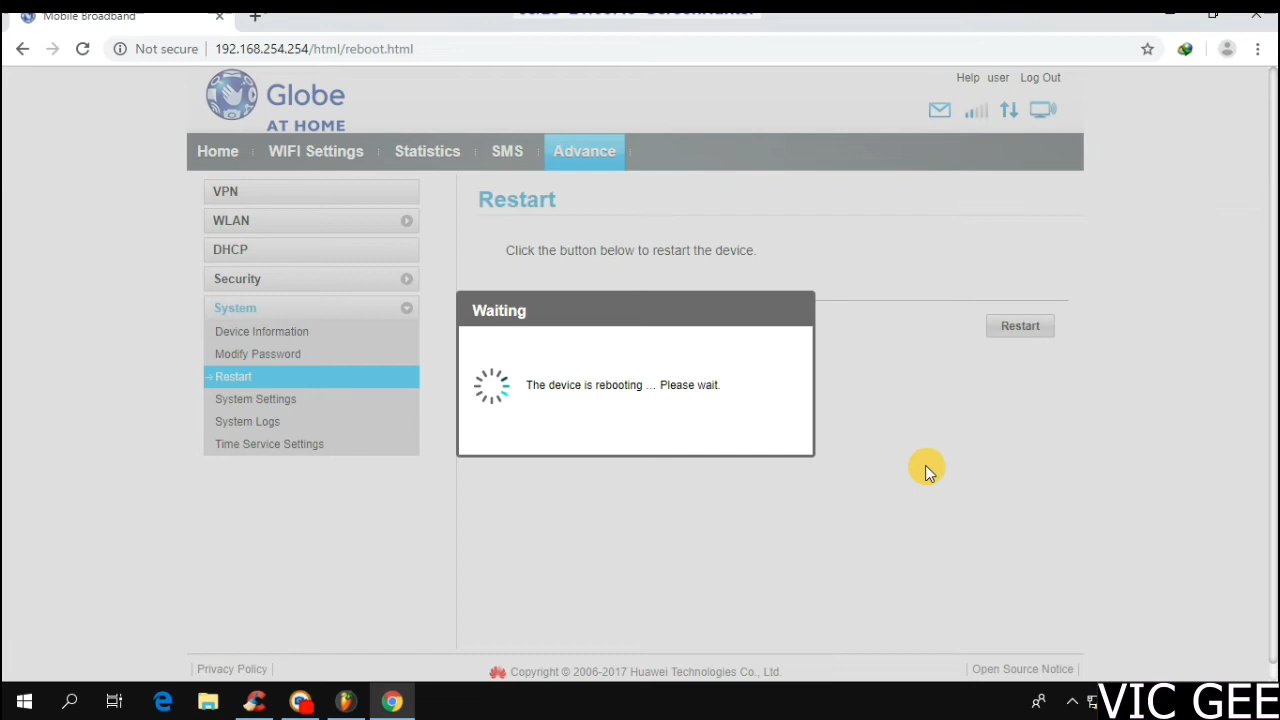 Mobile Broadband
Not secure
192.168.254.254/html/reboot.html
Globe
AT HOME
Help user Log Out
Home
WIFI Settings
Statistics
SMS
Advance
VPN
WLAN
DHCP
Security
System
Device Information
Modify Password
Restart
System Settings
System Logs
Time Service Settings
Restart
Click the button below to restart the device.
Restart
Waiting
The device is rebooting ... Please wait.
Privacy Policy
Copyright © 2006-2017 Huawei Technologies Co., Ltd.
Open Source Notice
VIC GEE